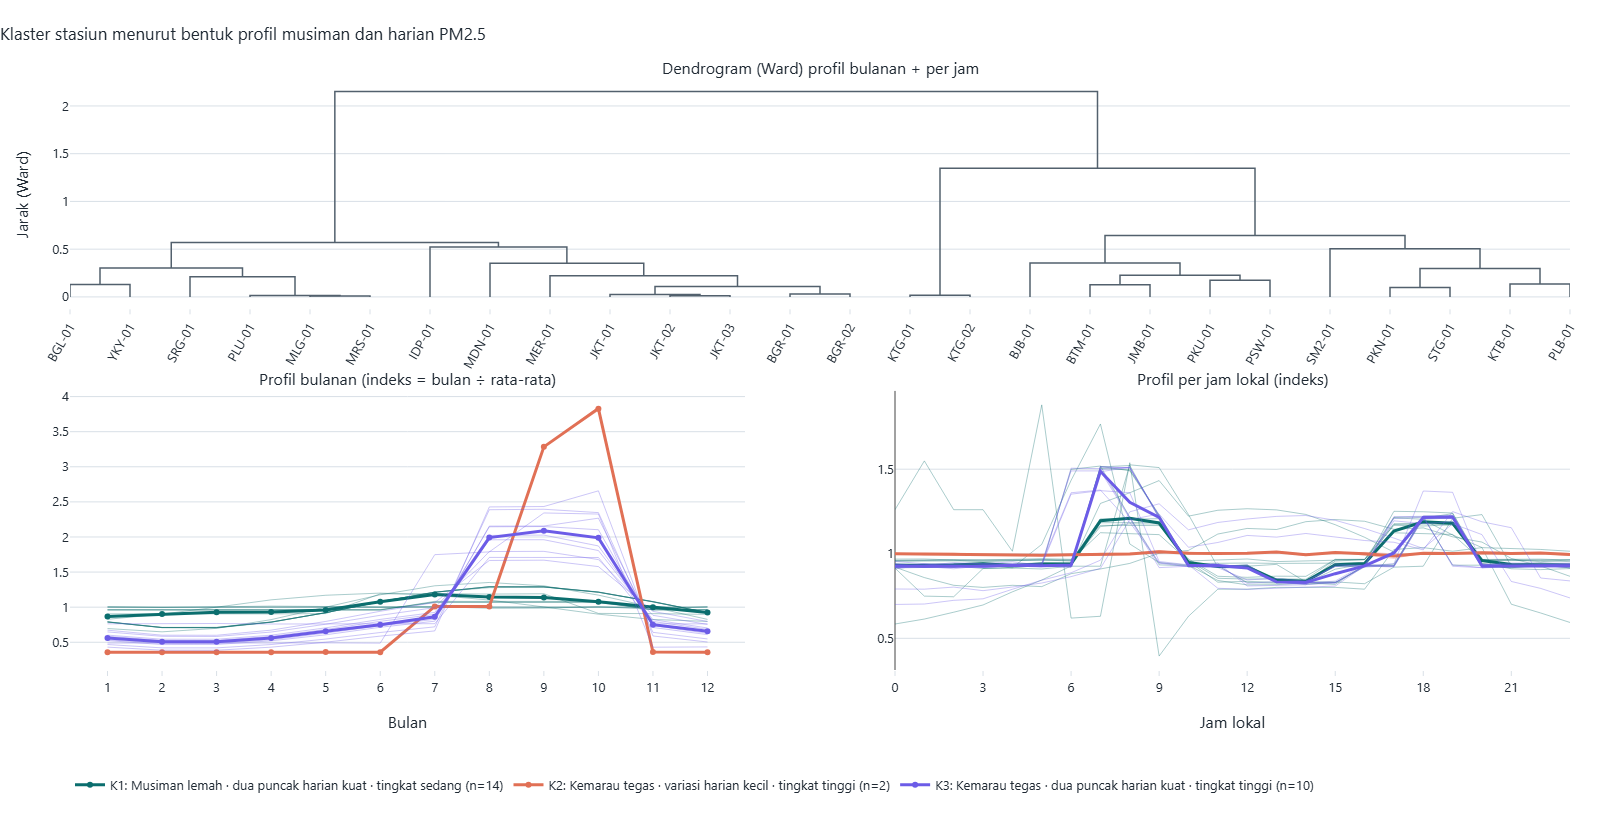 Klaster stasiun menurut bentuk profil musiman dan harian PM2.5
Dendrogram (Ward) profil bulanan + per jam
Jarak (Ward)
2
1.5
1
0.5
0
BGL-01 YKY-01 SRG-01 PLU-01 MLG-01 MRS-01 IDP-01 MDN-01 MER-01 JKT-01 JKT-02 JKT-03 BGR-01 BGR-02 KTG-01 KTG-02 BJB-01 BTM-01 JMB-01 PKU-01 PSW-01 SM2-01 PKN-01 STG-01 KTB-01 PLB-01
Profil bulanan (indeks = bulan ÷ rata-rata)
4
3.5
3
2.5
2
1.5
1
0.5
1 2 3 4 5 6 7 8 9 10 11 12
Bulan
Profil per jam lokal (indeks)
1.5
1
0.5
0 3 6 9 12 15 18 21
Jam lokal
K1: Musiman lemah · dua puncak harian kuat · tingkat sedang (n=14)
K2: Kemarau tegas · variasi harian kecil · tingkat tinggi (n=2)
K3: Kemarau tegas · dua puncak harian kuat · tingkat tinggi (n=10)